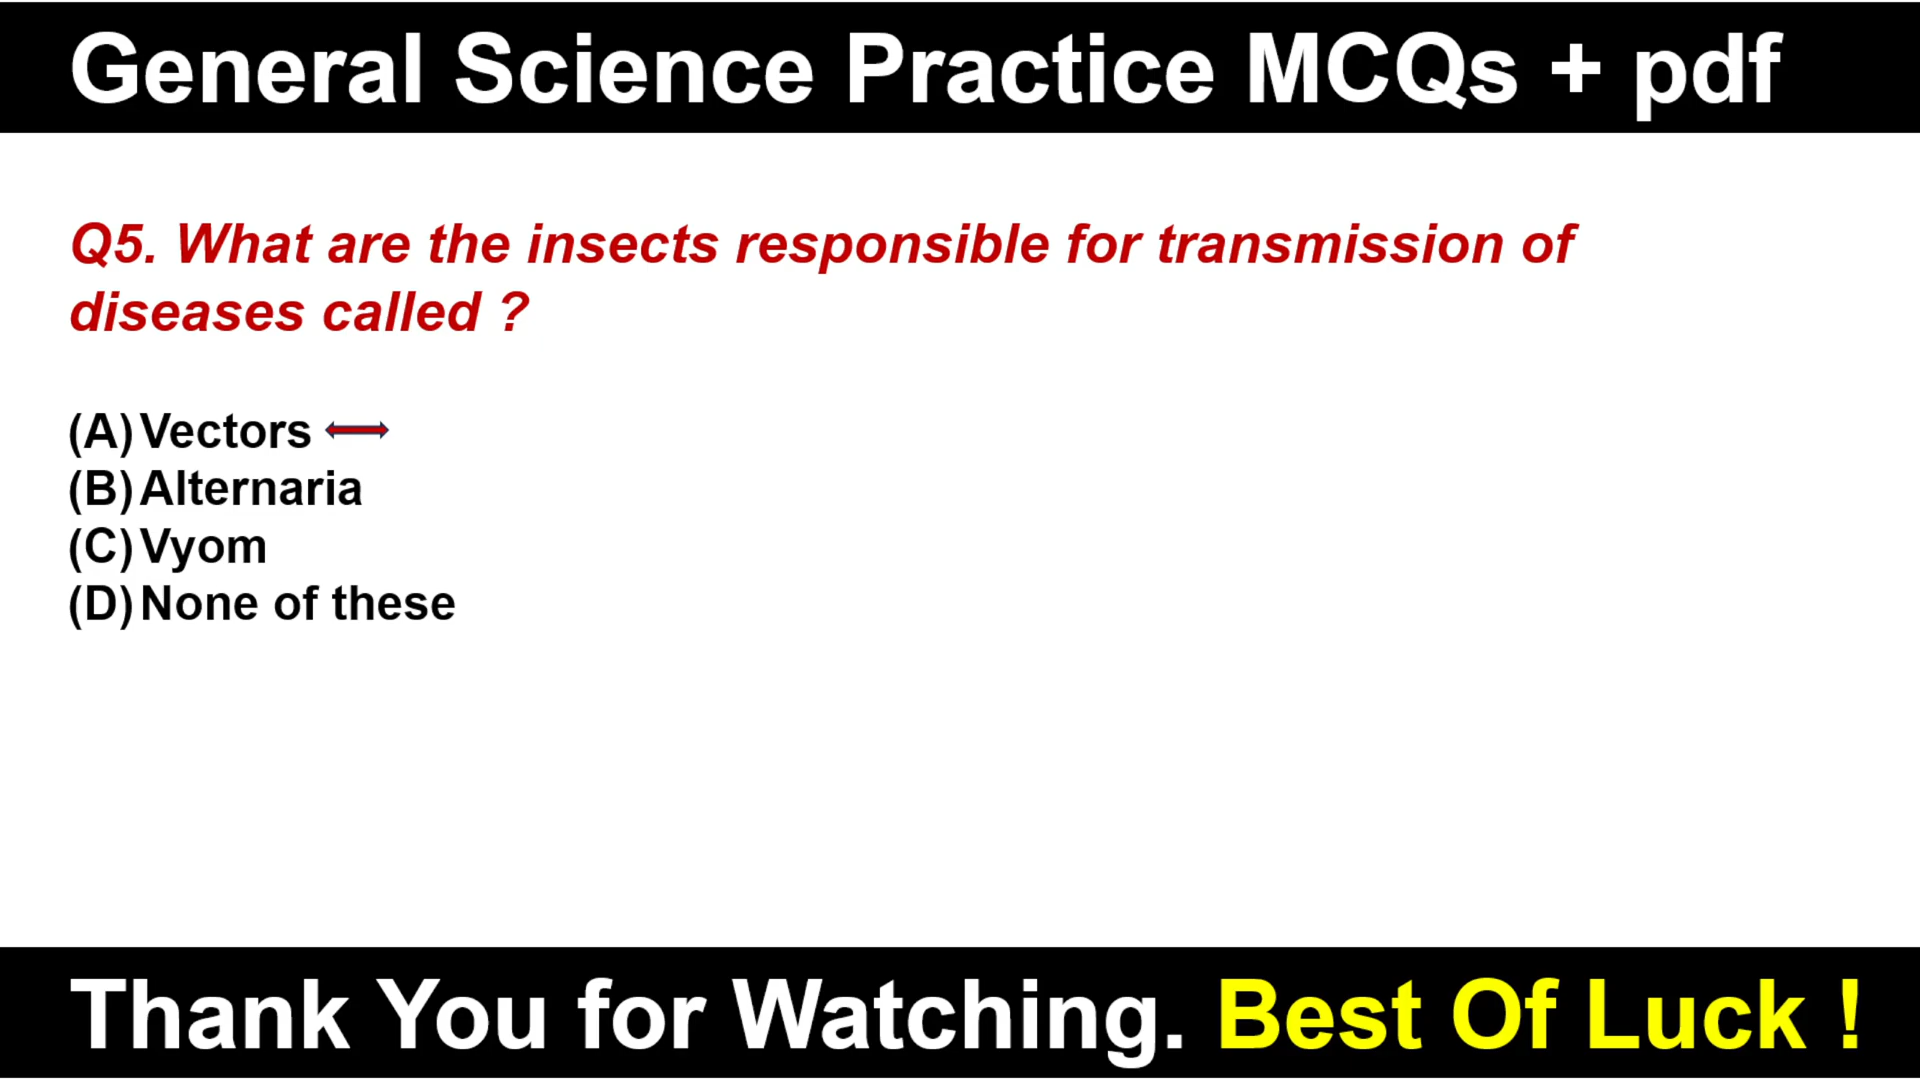 General Science Practice MCQs + pdf
Q5. What are the insects responsible for transmission of
diseases called ?
(A) Vectors
(B) Alternaria
(C) Vyom
(D) None of these
Thank You for Watching. Best Of Luck !